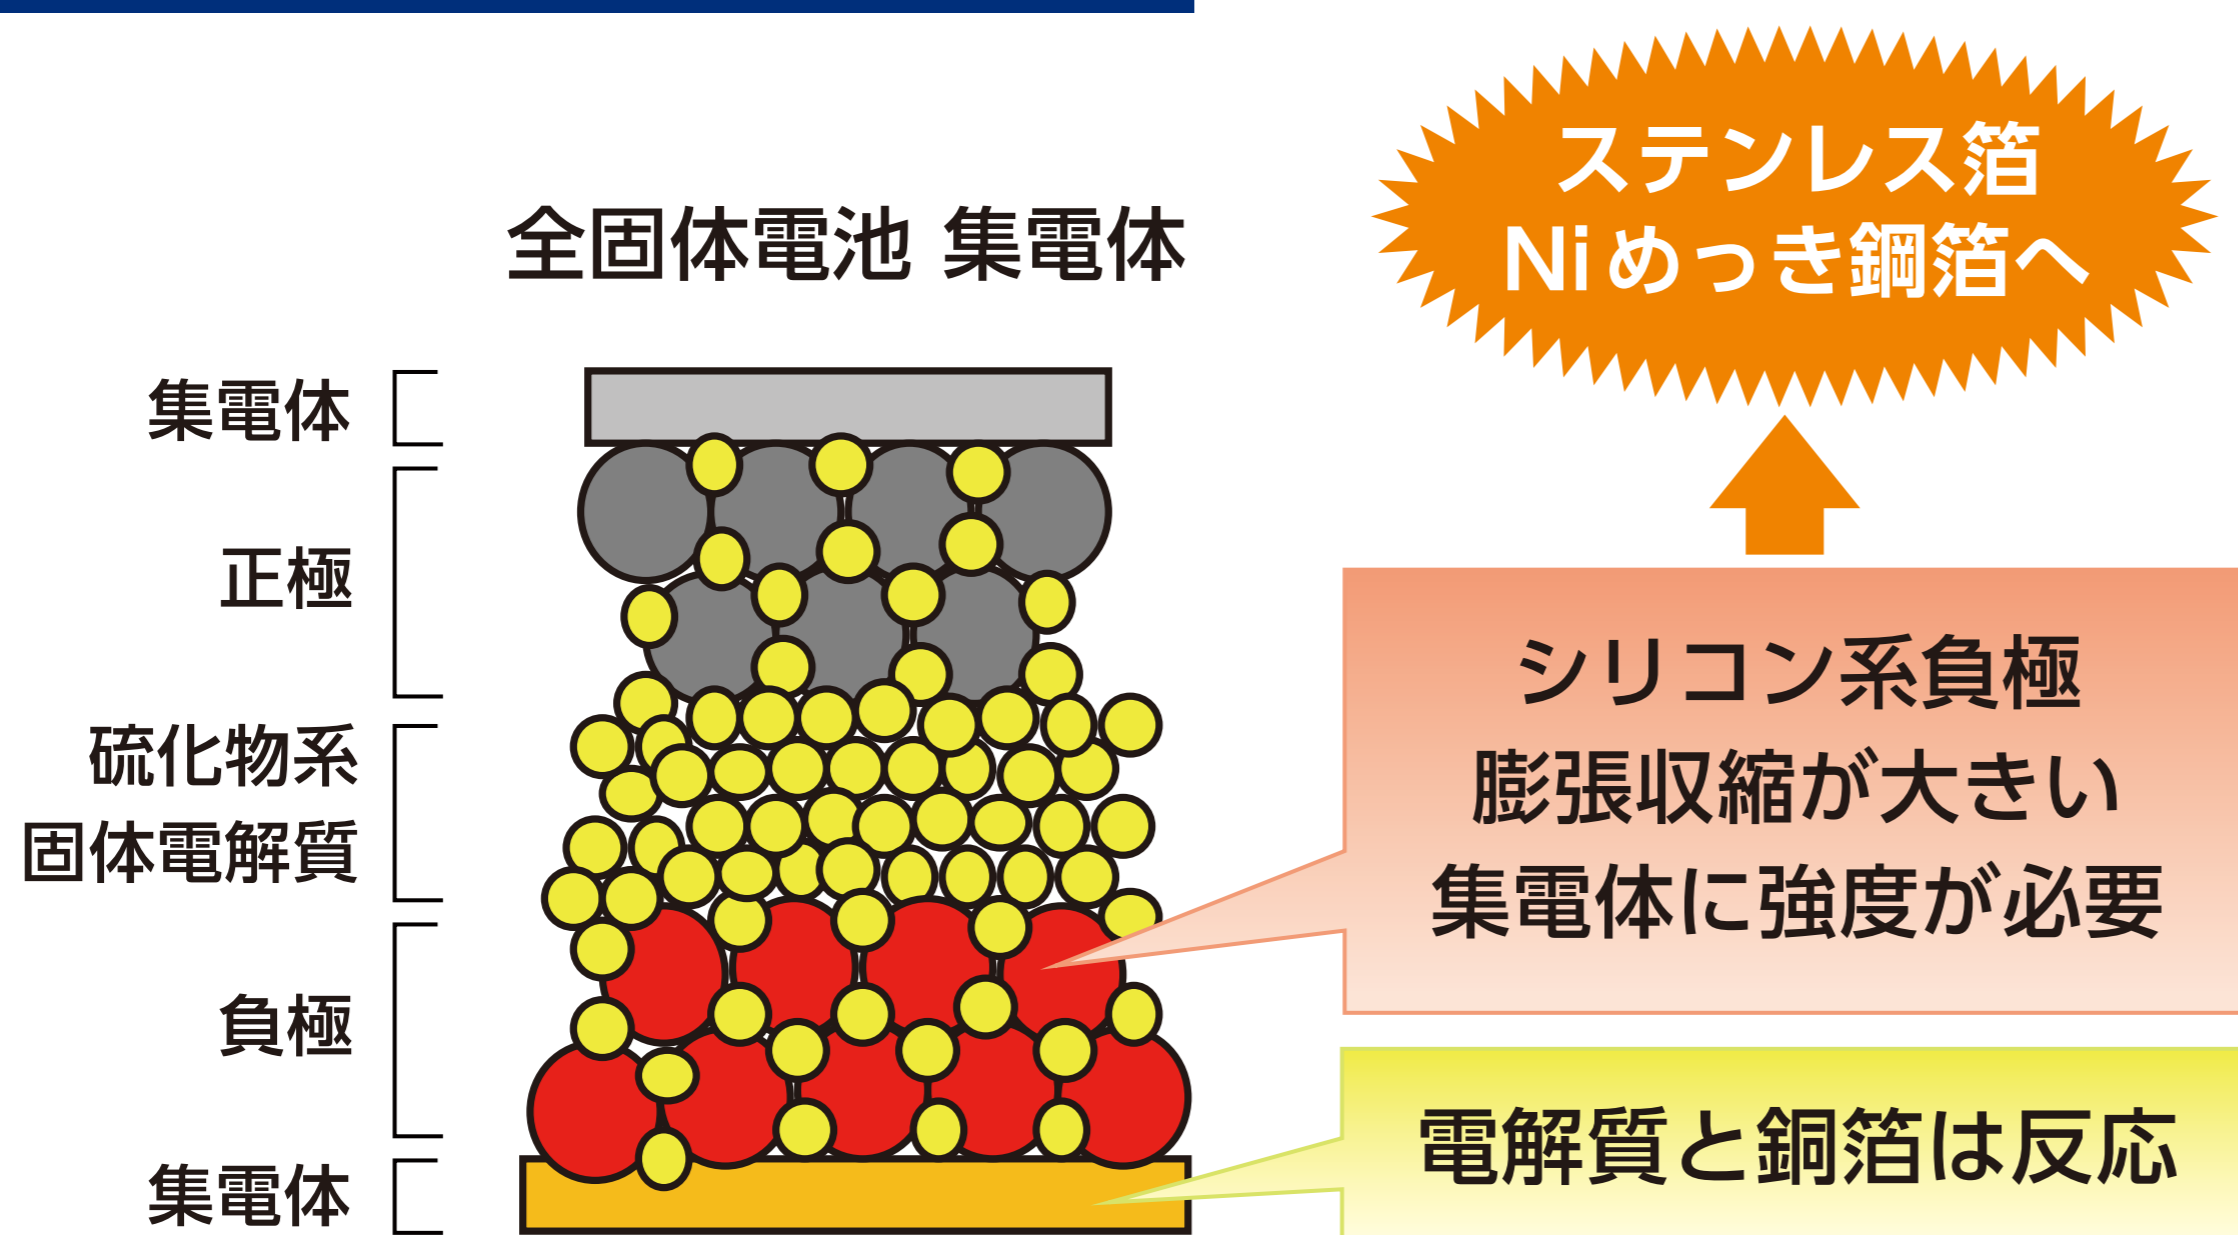 全固体電池 集電体
ステンレス箔
Niめっき鋼箔へ
集電体
正極
硫化物系
固体電解質
負極
集電体
シリコン系負極
膨張収縮が大きい
集電体に強度が必要
電解質と銅箔は反応